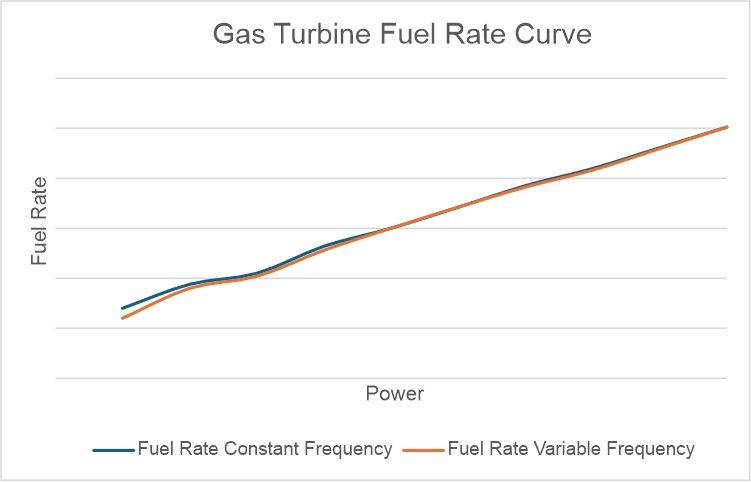 Gas Turbine Fuel Rate Curve
Fuel Rate
Power
Fuel Rate Constant Frequency
Fuel Rate Variable Frequency